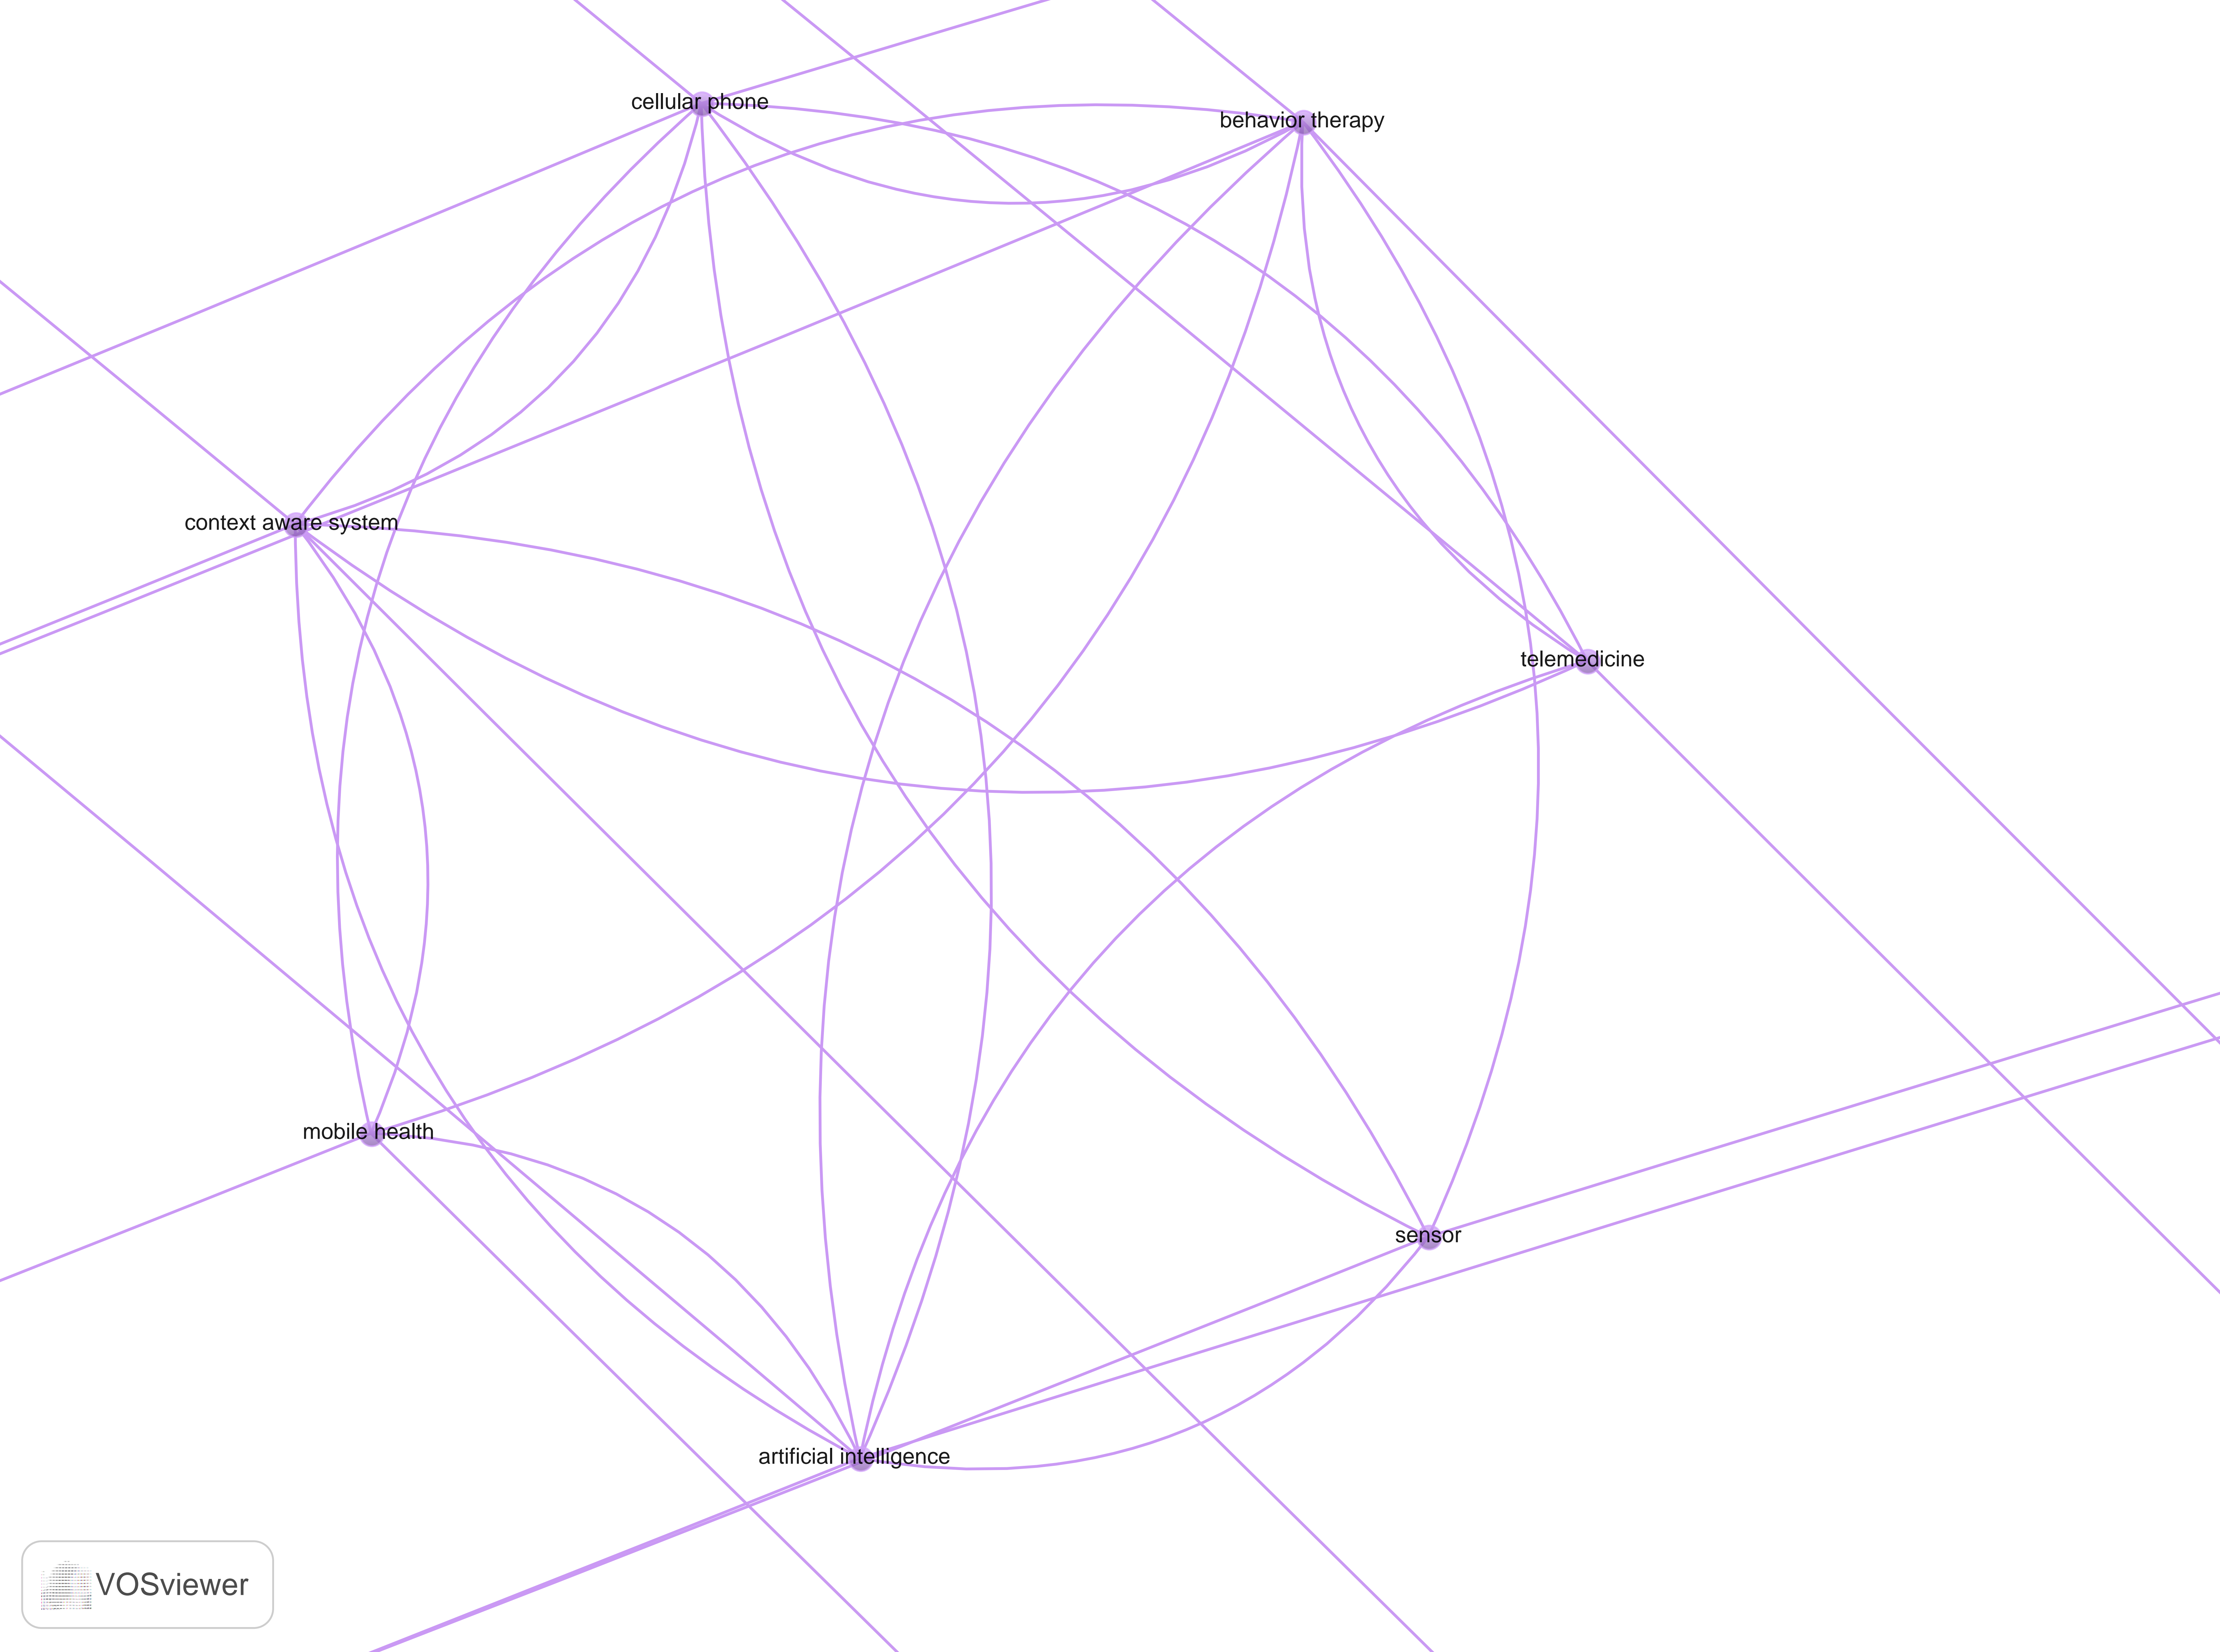 cellular phone
behavior therapy
context aware system
telemedicine
mobile health
sensor
artificial intelligence
VOSviewer